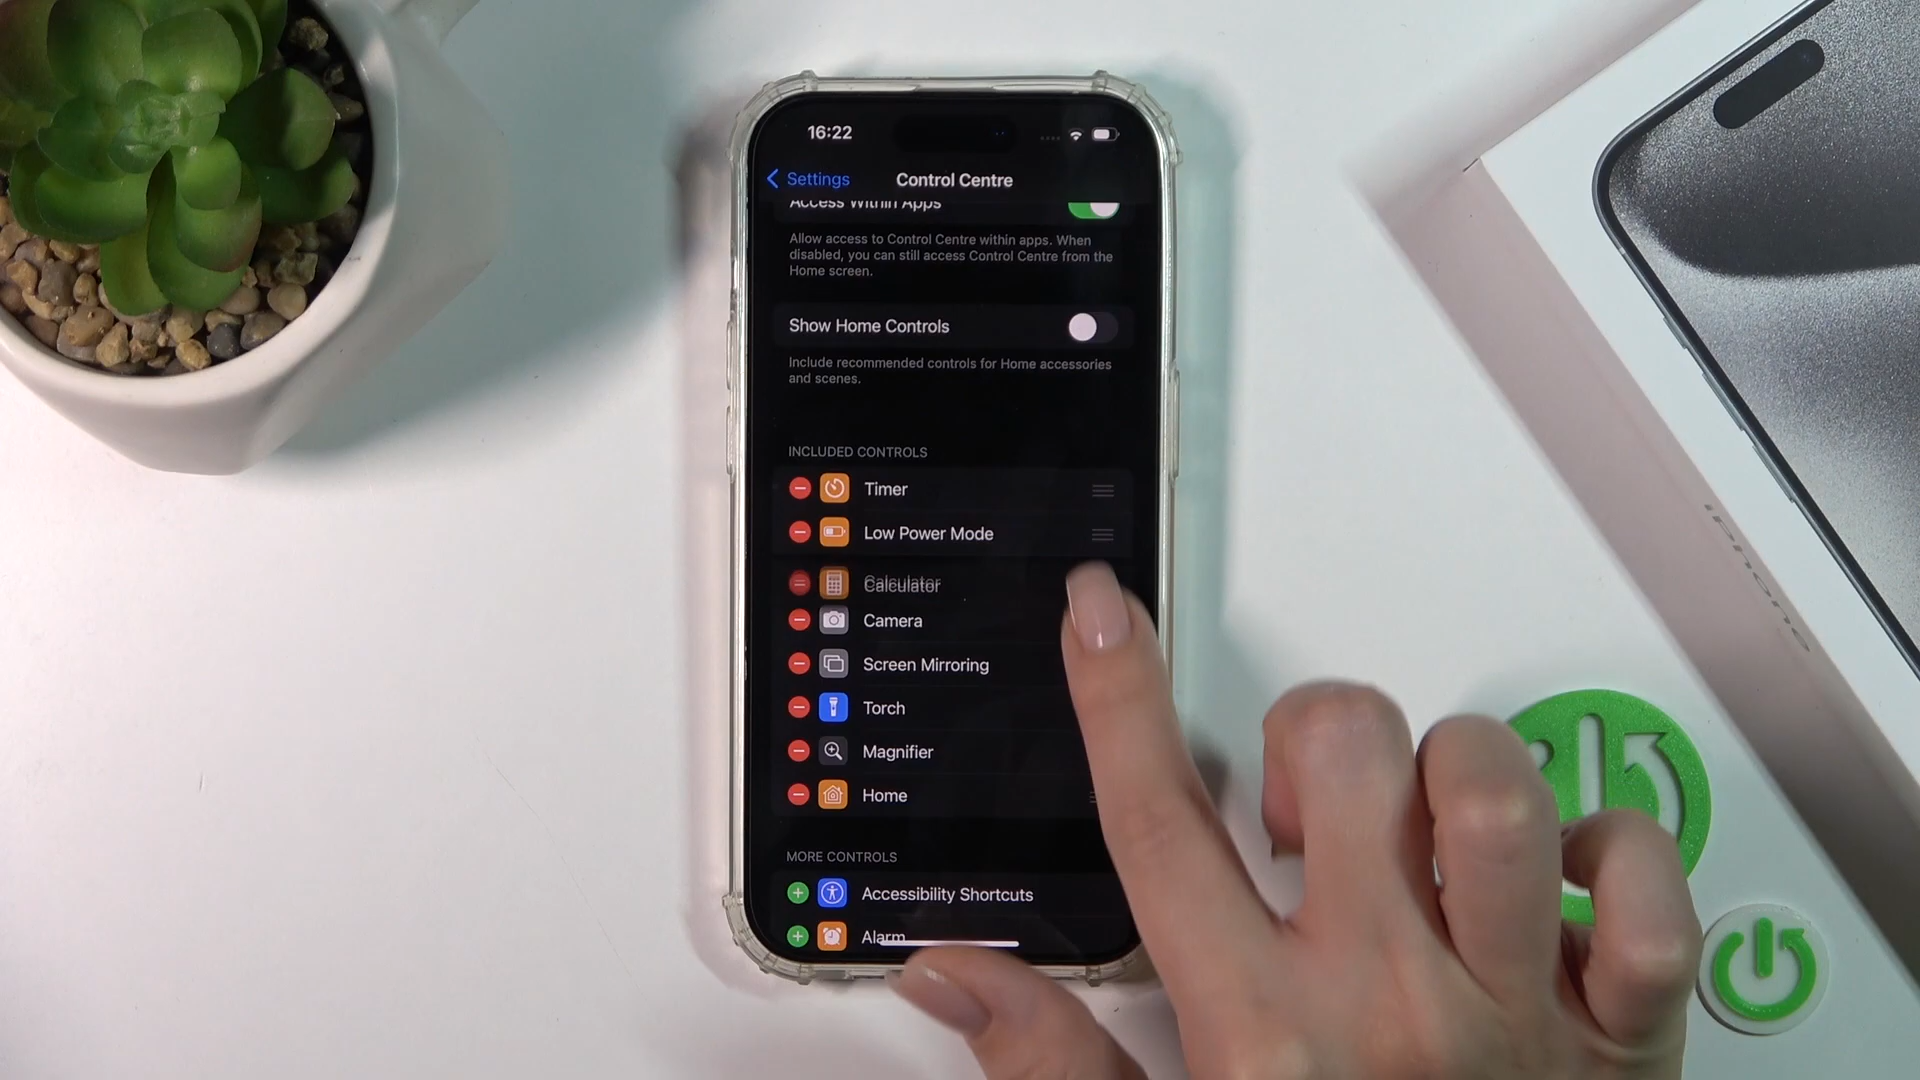 16:22
Settings
Control Centre
Access Within Apps
Allow access to Control Centre within apps. When
disabled, you can still access Control Centre from the
Home screen.
Show Home Controls
Include recommended controls for Home accessories
and scenes.
INCLUDED CONTROLS
Timer
Low Power Mode
Calculator
Camera
Screen Mirroring
Torch
Magnifier
Home
MORE CONTROLS
Accessibility Shortcuts
Alarm
iPhone